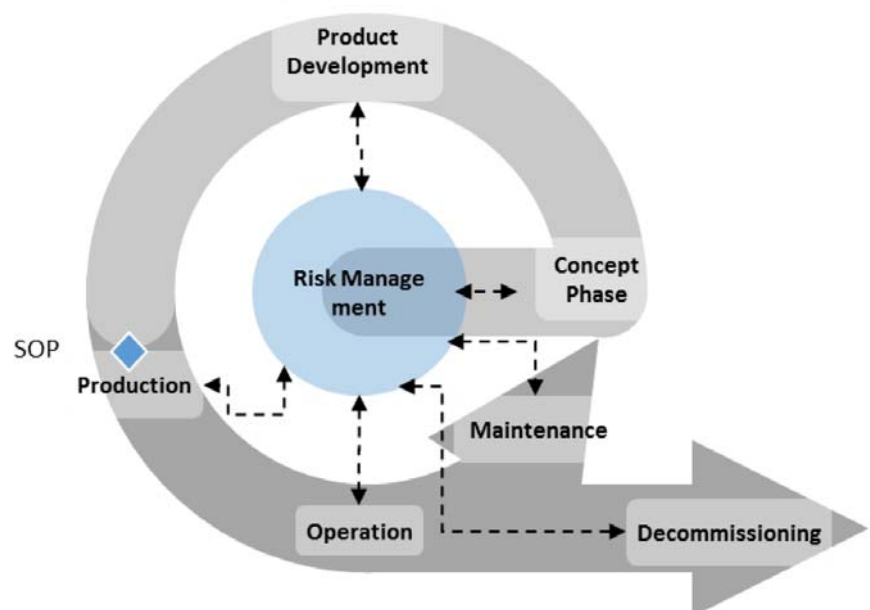 Product
Development
Risk Manage
ment
Concept
Phase
SOP
Production
Maintenance
Operation
Decommissioning